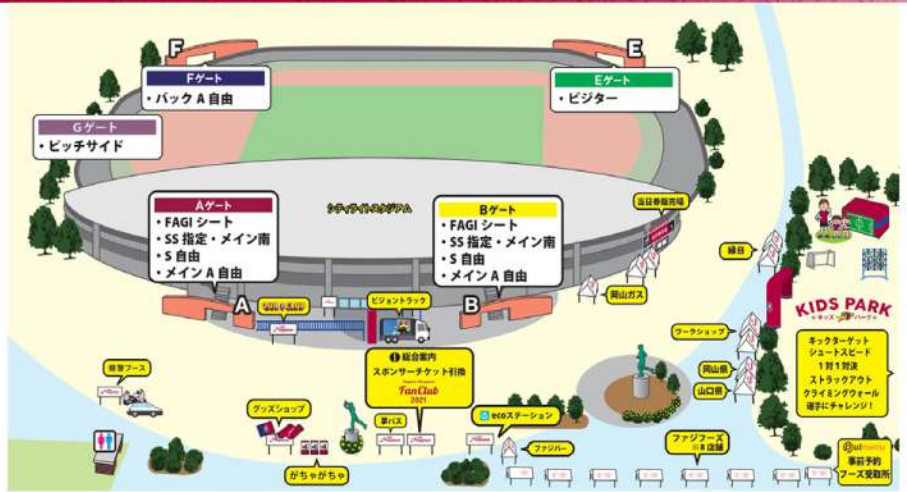 F
E
Fゲート
・バック A 自由
Eゲート
・ビジター
Gゲート
・ピッチサイド
Aゲート
・FAGI シート
・SS 指定・メイン南
・S 自由
・メイン A 自由
シティライトスタジアム
Bゲート
・FAGI シート
・SS 指定・メイン南
・S 自由
・メイン A 自由
当日券販売場
縁日
岡山ガス
A
B
ビジョントラック
KIDS PARK
キッズパーク
キックターゲット
シュートスピード
1対1対決
ストラックアウト
クライミングウォール
選手にチャレンジ！
ワークショップ
岡山県
山口県
総合案内
スポンサーチケット引換
FanClub
2021
グッズショップ
がちゃがちゃ
夢パス
ecoステーション
ファジバー
ファジフーズ
店舗
事前予約
フーズ受取所